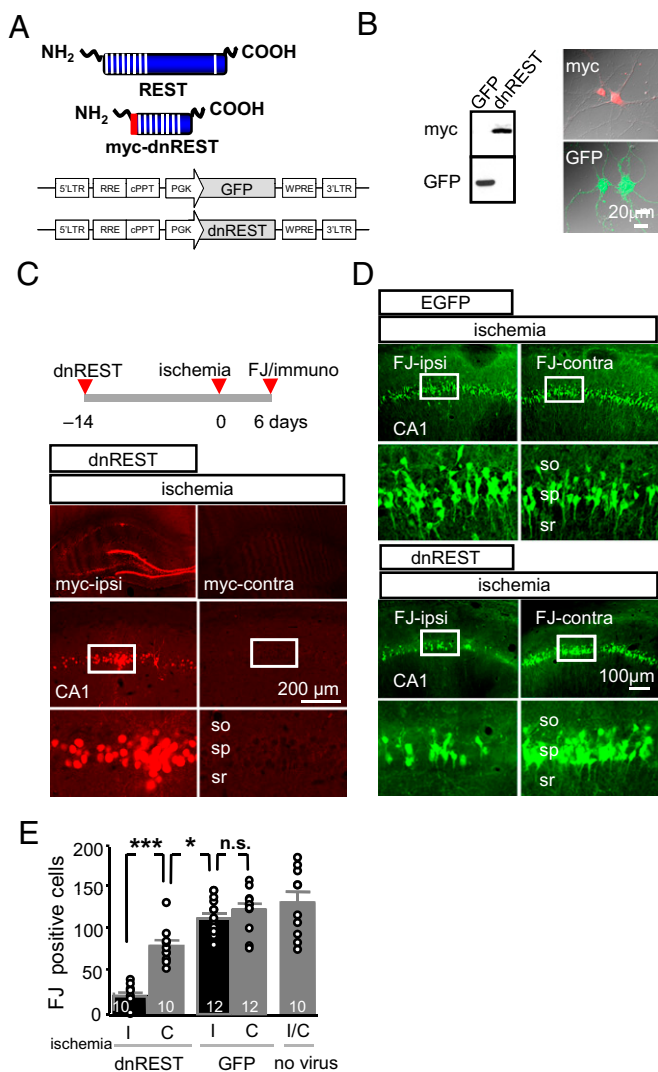 A
NH2 COOH
REST
NH2 COOH
myc-dnREST
5'LTR RRE cPPT PGK GFP WPRE 3'LTR
5'LTR RRE cPPT PGK dnREST WPRE 3'LTR
B
GFP dnREST
myc
GFP
myc
GFP
20μm
C
dnREST ischemia FJ/immuno
–14 0 6 days
dnREST
ischemia
myc-ipsi myc-contra
CA1
200 μm
so
sp
sr
D
EGFP
ischemia
FJ-ipsi FJ-contra
CA1
so
sp
sr
dnREST
ischemia
FJ-ipsi FJ-contra
CA1
100μm
so
sp
sr
E
FJ positive cells
200
150
100
50
0
*** * n.s.
10 10 12 12 10
I C I C I/C
ischemia
dnREST GFP no virus